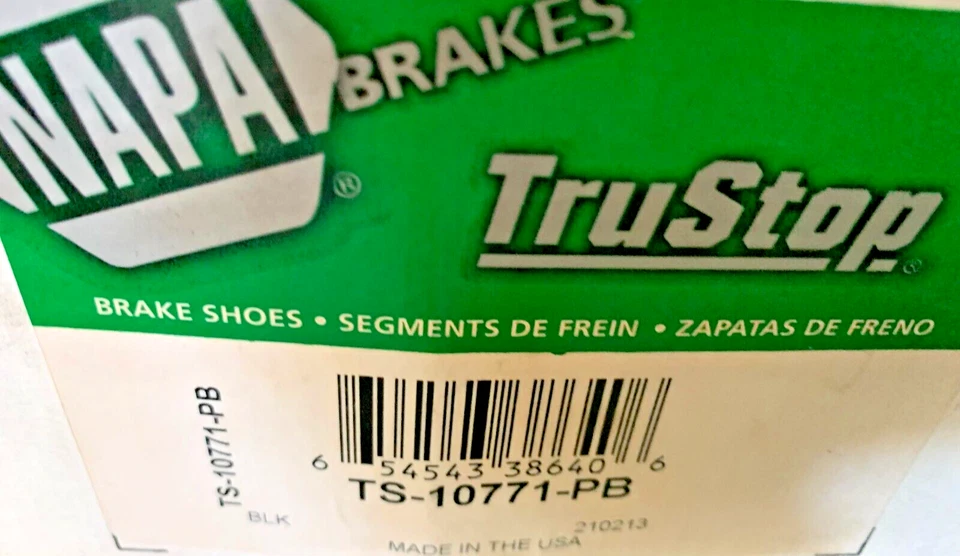 NAPA BRAKES
®
TruStop®
BRAKE SHOES • SEGMENTS DE FREIN • ZAPATAS DE FRENO
TS-10771-PB
6 54543 38640 6
TS-10771-PB
BLK
210213
MADE IN THE USA